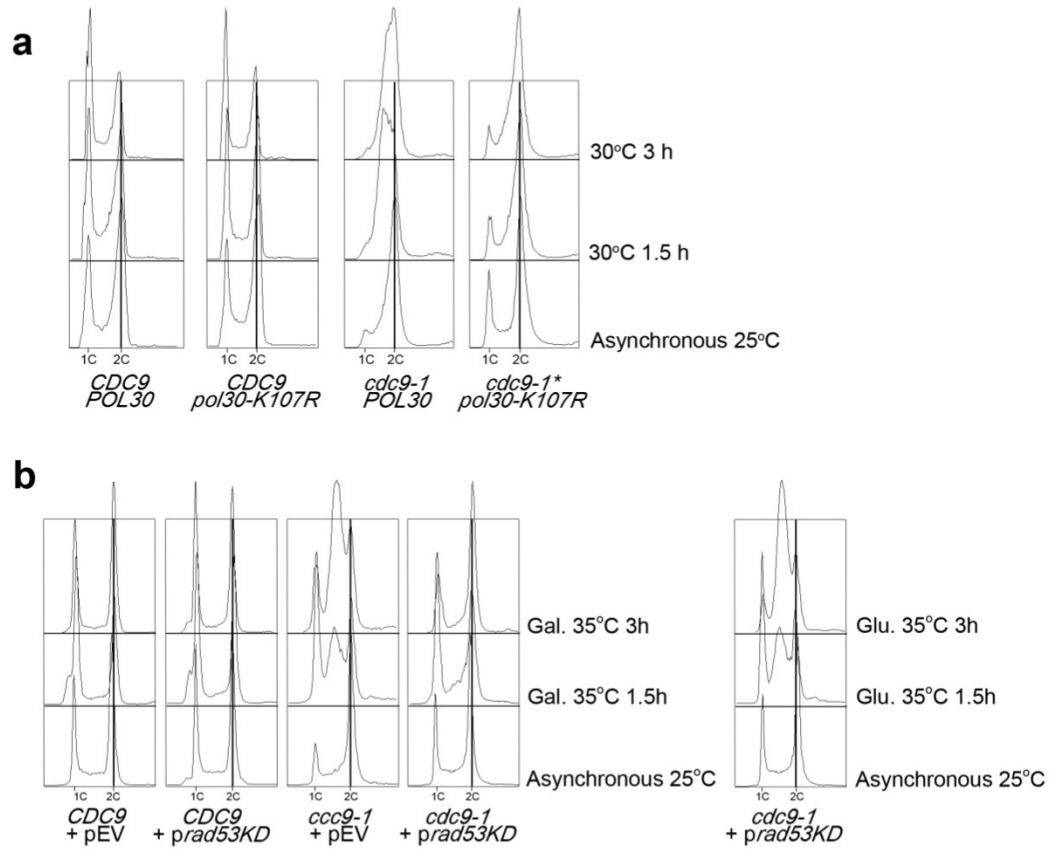 a
30°C 3 h
30°C 1.5 h
Asynchronous 25°C
1C 2C 1C 2C 1C 2C 1C 2C
CDC9 CDC9 cdc9-1 cdc9-1*
POL30 pol30-K107R POL30 pol30-K107R
b
Gal. 35°C 3h Glu. 35°C 3h
Gal. 35°C 1.5h Glu. 35°C 1.5h
Asynchronous 25°C Asynchronous 25°C
1C 2C 1C 2C 1C 2C 1C 2C 1C 2C
CDC9 CDC9 ccc9-1 cdc9-1 cdc9-1
+ pEV + prad53KD + pEV + prad53KD + prad53KD